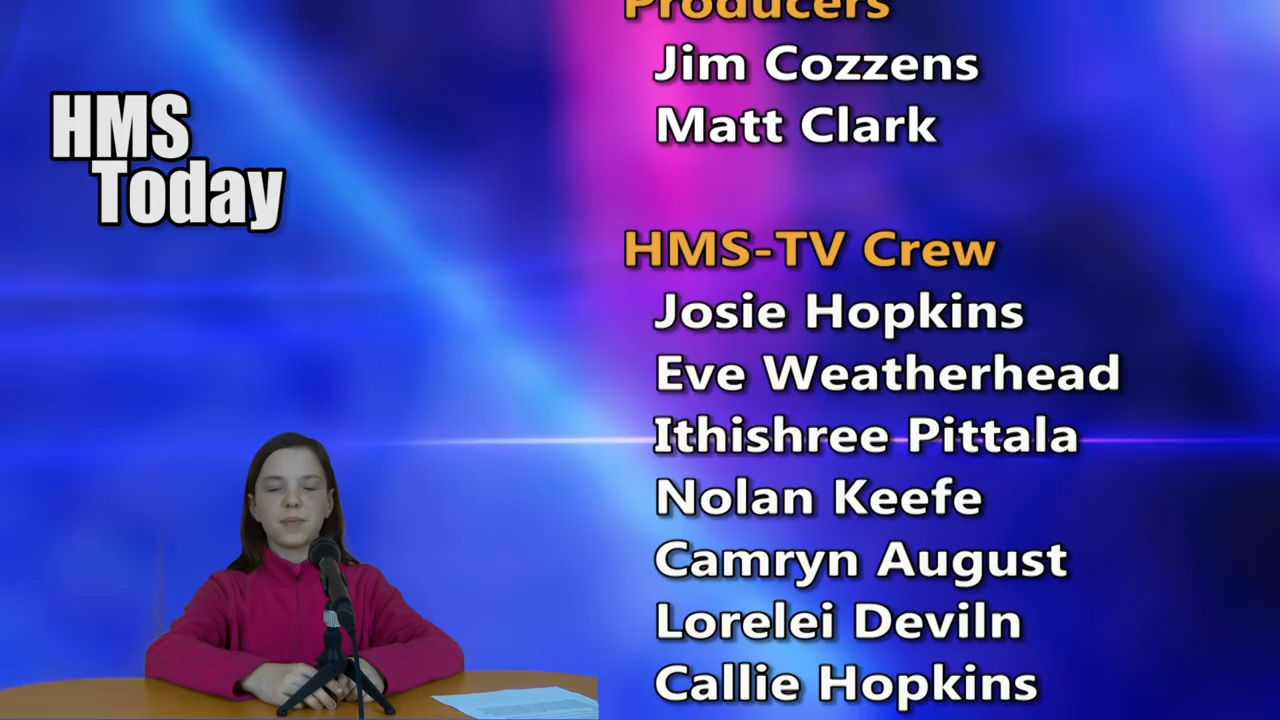 HMS
Today
Producers
Jim Cozzens
Matt Clark
HMS-TV Crew
Josie Hopkins
Eve Weatherhead
Ithishree Pittala
Nolan Keefe
Camryn August
Lorelei Deviln
Callie Hopkins